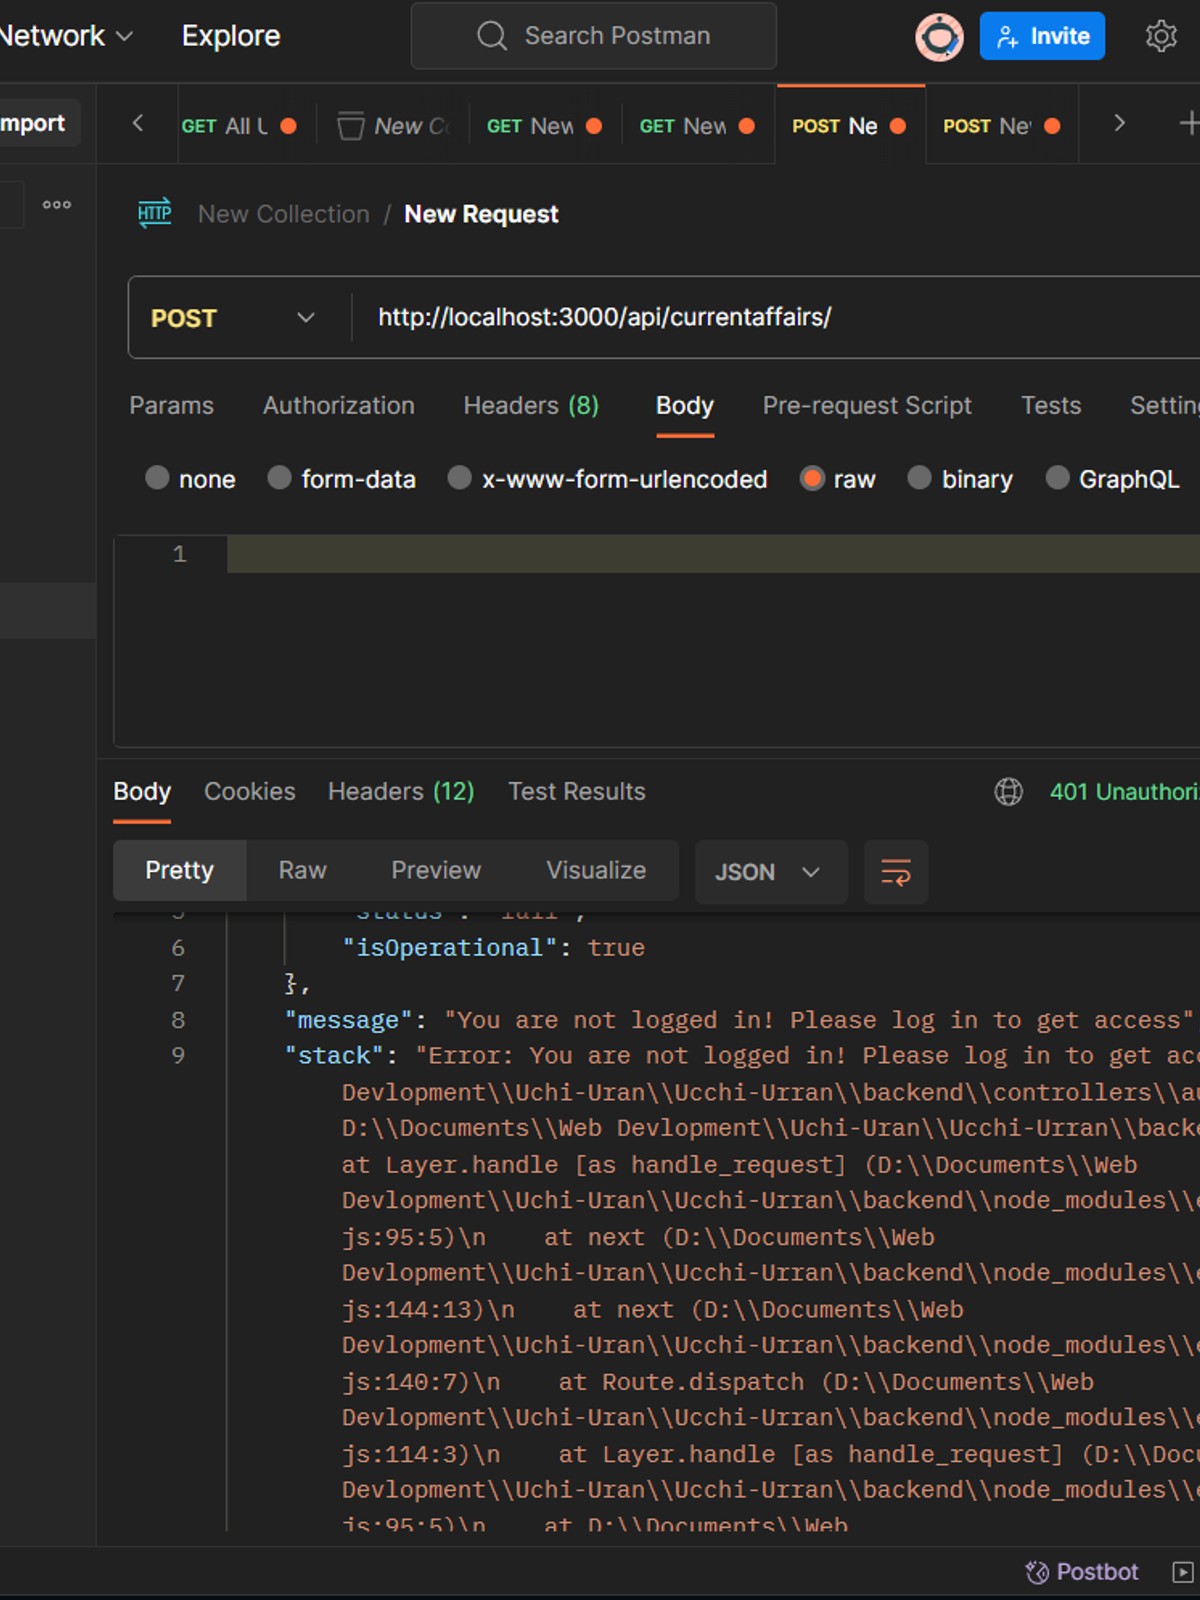 Network Explore Search Postman Invite
mport GET All New GET New GET New POST Ne POST Ne
HTTP New Collection / New Request
POST http://localhost:3000/api/currentaffairs/
Params Authorization Headers (8) Body Pre-request Script Tests Setting
none form-data x-www-form-urlencoded raw binary GraphQL
1
Body Cookies Headers (12) Test Results 401 Unauthori
Pretty Raw Preview Visualize JSON
5 "status": "fail",
6 "isOperational": true
7 },
8 "message": "You are not logged in! Please log in to get access"
9 "stack": "Error: You are not logged in! Please log in to get acc
Devlopment\\Uchi-Uran\\Ucchi-Urran\\backend\\controllers\\au
D:\\Documents\\Web Devlopment\\Uchi-Uran\\Ucchi-Urran\\backe
at Layer.handle [as handle_request] (D:\\Documents\\Web
Devlopment\\Uchi-Uran\\Ucchi-Urran\\backend\\node_modules\\e
js:95:5)\n    at next (D:\\Documents\\Web
Devlopment\\Uchi-Uran\\Ucchi-Urran\\backend\\node_modules\\e
js:144:13)\n    at next (D:\\Documents\\Web
Devlopment\\Uchi-Uran\\Ucchi-Urran\\backend\\node_modules\\e
js:140:7)\n    at Route.dispatch (D:\\Documents\\Web
Devlopment\\Uchi-Uran\\Ucchi-Urran\\backend\\node_modules\\e
js:114:3)\n    at Layer.handle [as handle_request] (D:\\Docu
Devlopment\\Uchi-Uran\\Ucchi-Urran\\backend\\node_modules\\e
js:95:5)\n    at D:\\Documents\\Web
Postbot